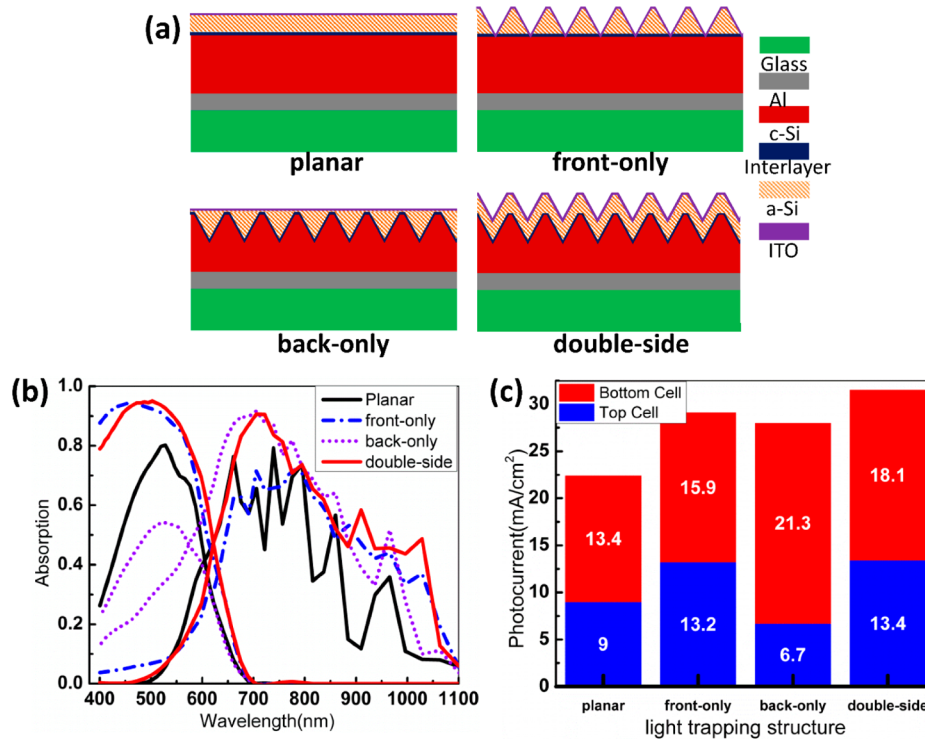 (a)
planar
front-only
back-only
double-side
Glass
Al
c-Si
Interlayer
a-Si
ITO
(b)
1.0
0.8
0.6
0.4
0.2
0.0
Absorption
Planar
front-only
back-only
double-side
400 500 600 700 800 900 1000 1100
Wavelength(nm)
(c)
30
25
20
15
10
5
0
Photocurrent(mA/cm²)
Bottom Cell
Top Cell
13.4
15.9
21.3
18.1
9
13.2
6.7
13.4
planar front-only back-only double-side
light trapping structure